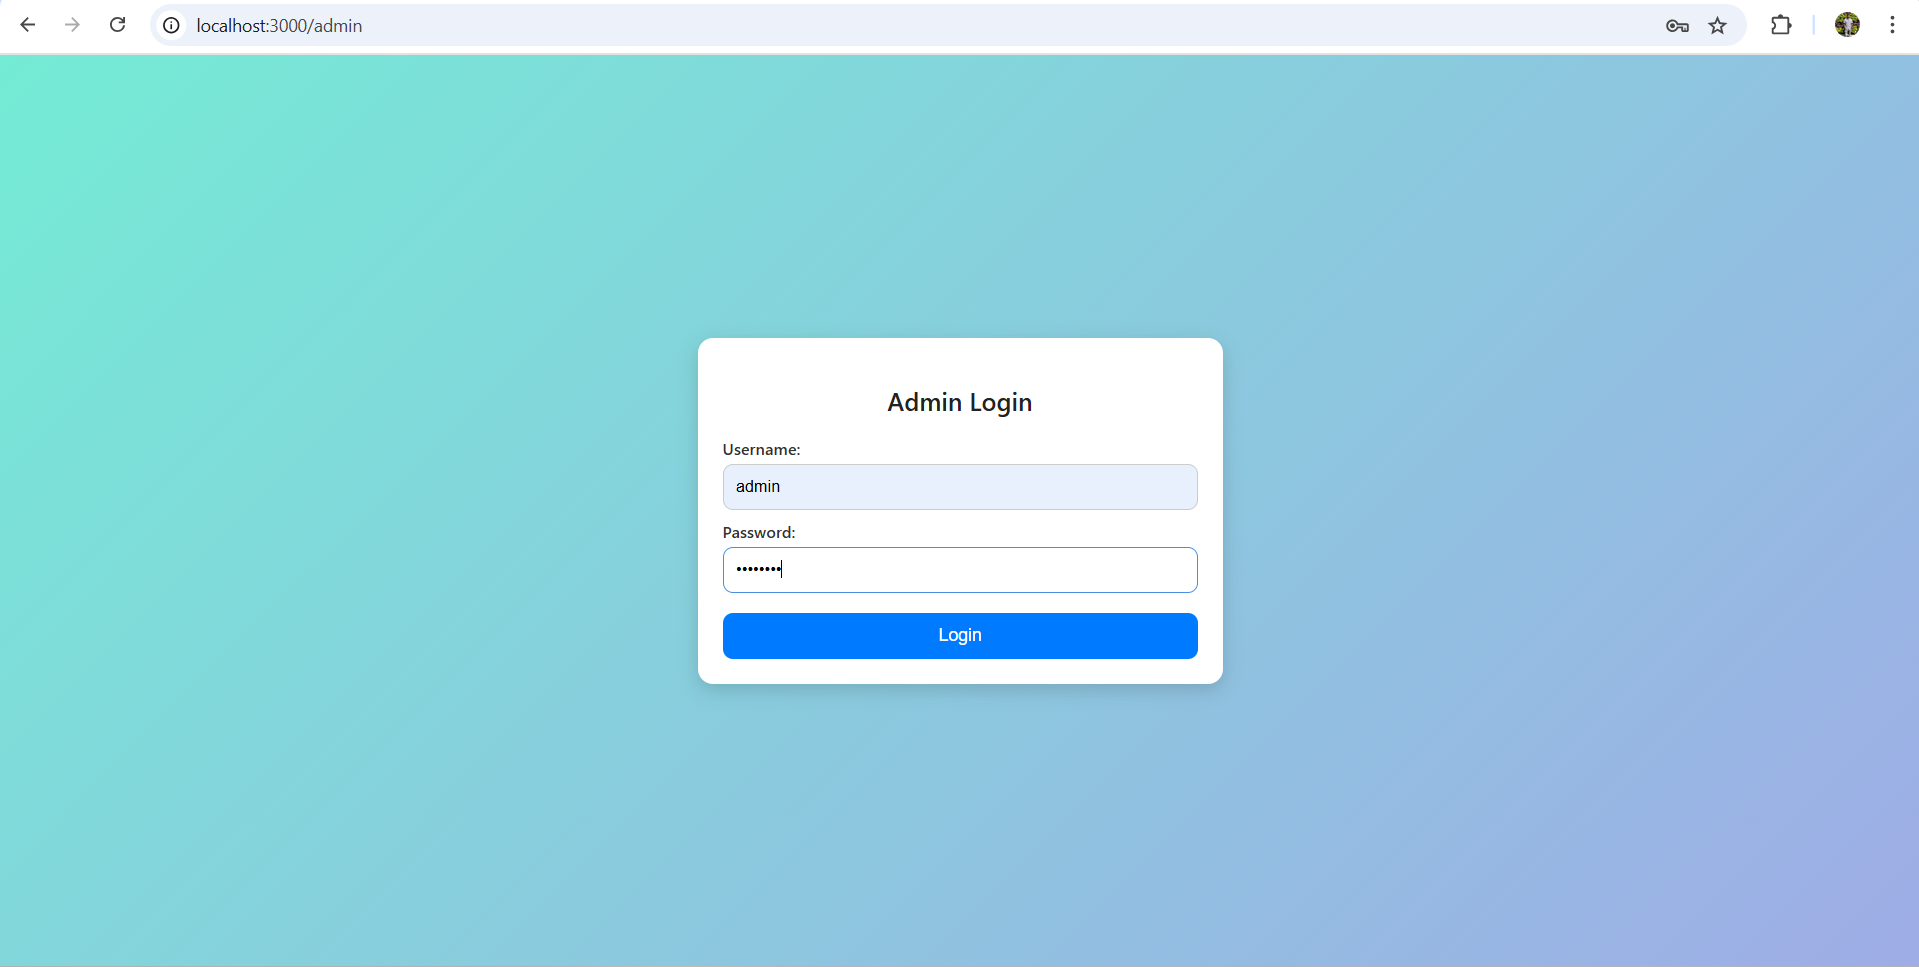 localhost:3000/admin
Admin Login
Username:
admin
Password:
••••••••
Login